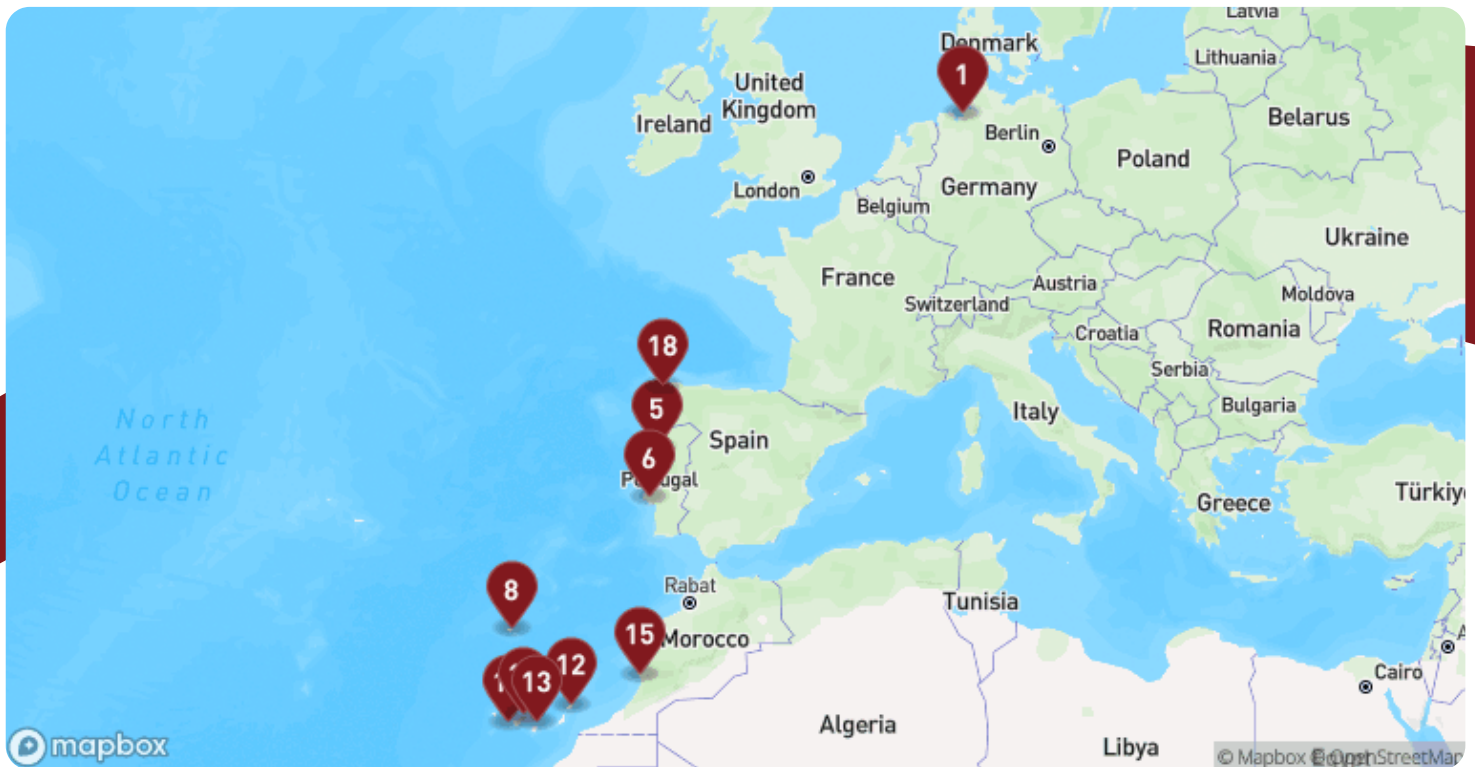 Latvia
Denmark
Lithuania
1
United
Kingdom
Ireland
Belarus
Berlin
Poland
London
Germany
Belgium
Ukraine
France
Austria
Switzerland
Moldova
Croatia
Romania
18
Serbia
Bulgaria
5
Italy
North
Atlantic
Ocean
Spain
6
Portugal
Greece
8
Rabat
Tunisia
15
Morocco
12
13
Cairo
Algeria
Libya
mapbox
© Mapbox © OpenStreetMap